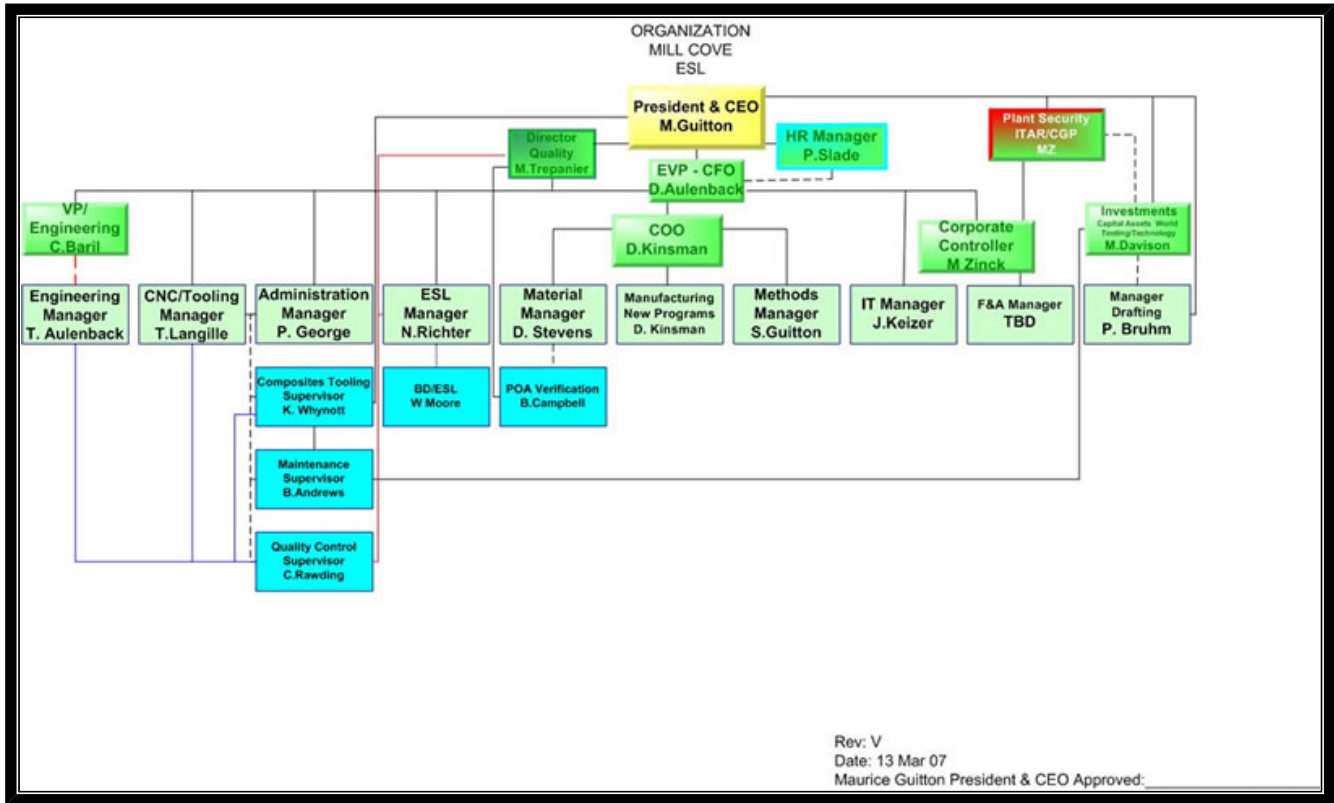 ORGANIZATION
MILL COVE
ESL
President & CEO
M.Guitton
Plant Security
ITAR/CGP
MZ
Director
Quality
M.Trepanier
HR Manager
P.Slade
EVP - CFO
D.Aulenback
VP/
Engineering
C.Baril
COO
D.Kinsman
Corporate
Controller
M.Zinck
Investments
Capital Assets World
Tooling/Technology
M.Davison
Engineering
Manager
T. Aulenback
CNC/Tooling
Manager
T.Langille
Administration
Manager
P. George
ESL
Manager
N.Richter
Material
Manager
D. Stevens
Manufacturing
New Programs
D. Kinsman
Methods
Manager
S.Guitton
IT Manager
J.Keizer
F&A Manager
TBD
Manager
Drafting
P. Bruhm
Composites Tooling
Supervisor
K. Whynott
BD/ESL
W Moore
POA Verification
B.Campbell
Maintenance
Supervisor
B.Andrews
Quality Control
Supervisor
C.Rawding
Rev: V
Date: 13 Mar 07
Maurice Guitton President & CEO Approved: